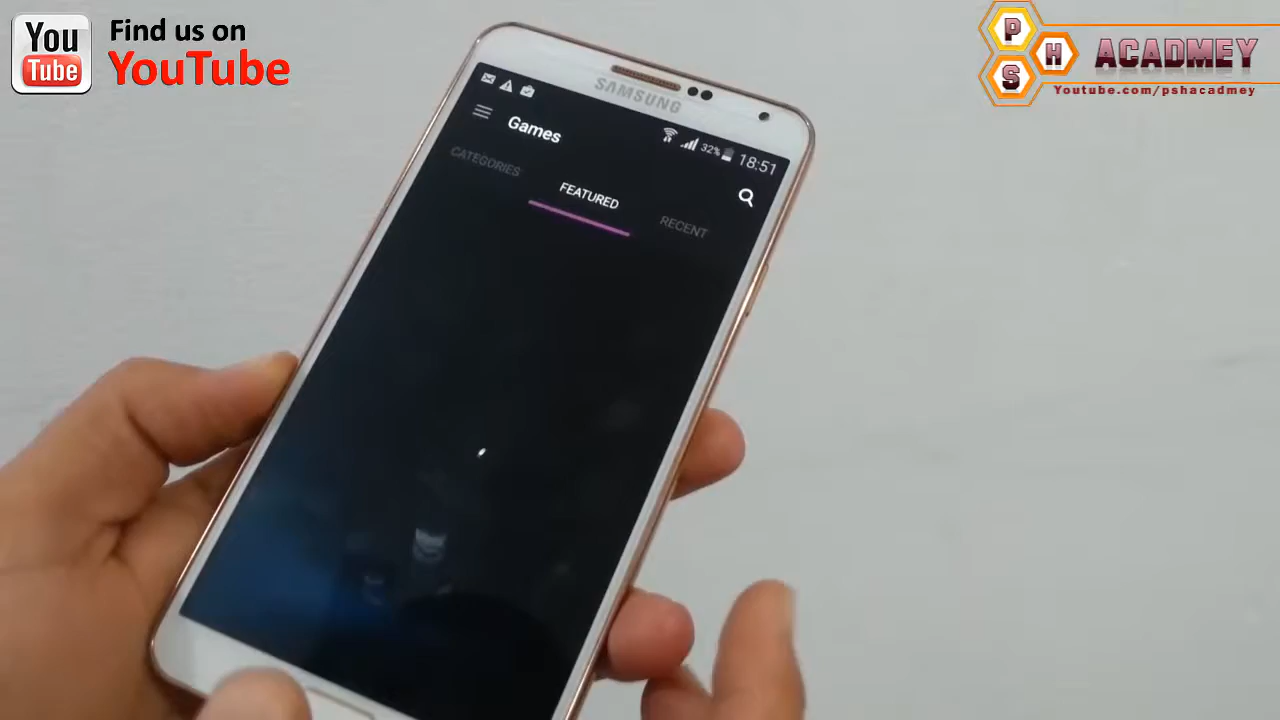 You
Tube
Find us on
YouTube
P
H
S
ACADMEY
Youtube.com/pshacadmey
SAMSUNG
32%
18:51
Games
CATEGORIES
FEATURED
RECENT